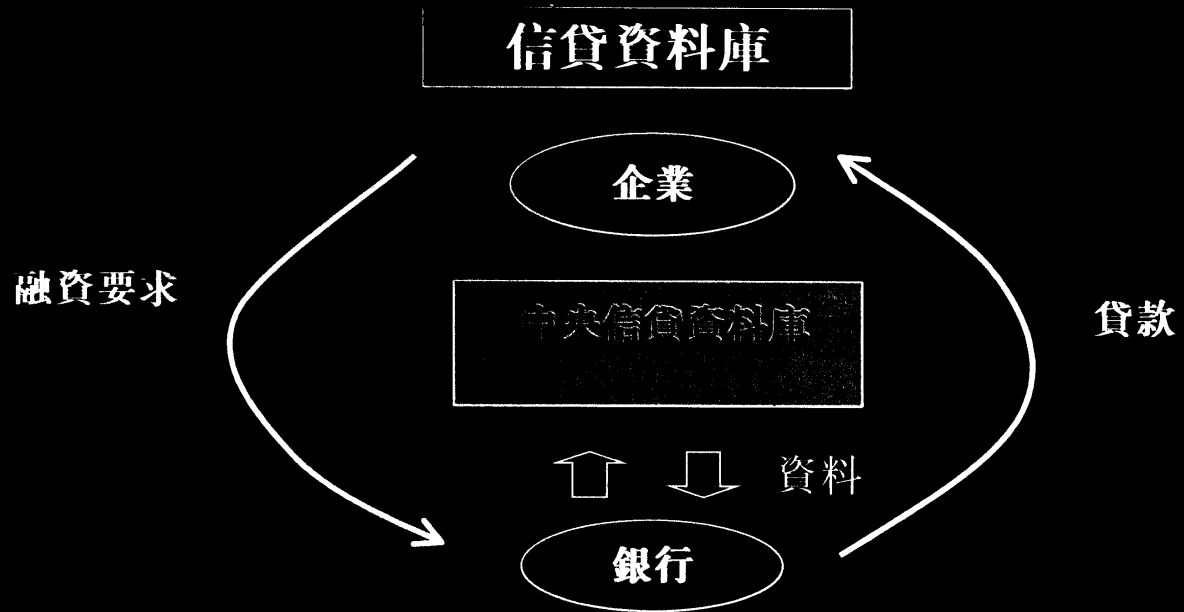 信貸資料庫
企業
融資要求
中央信貸資料庫
貸款
資料
銀行